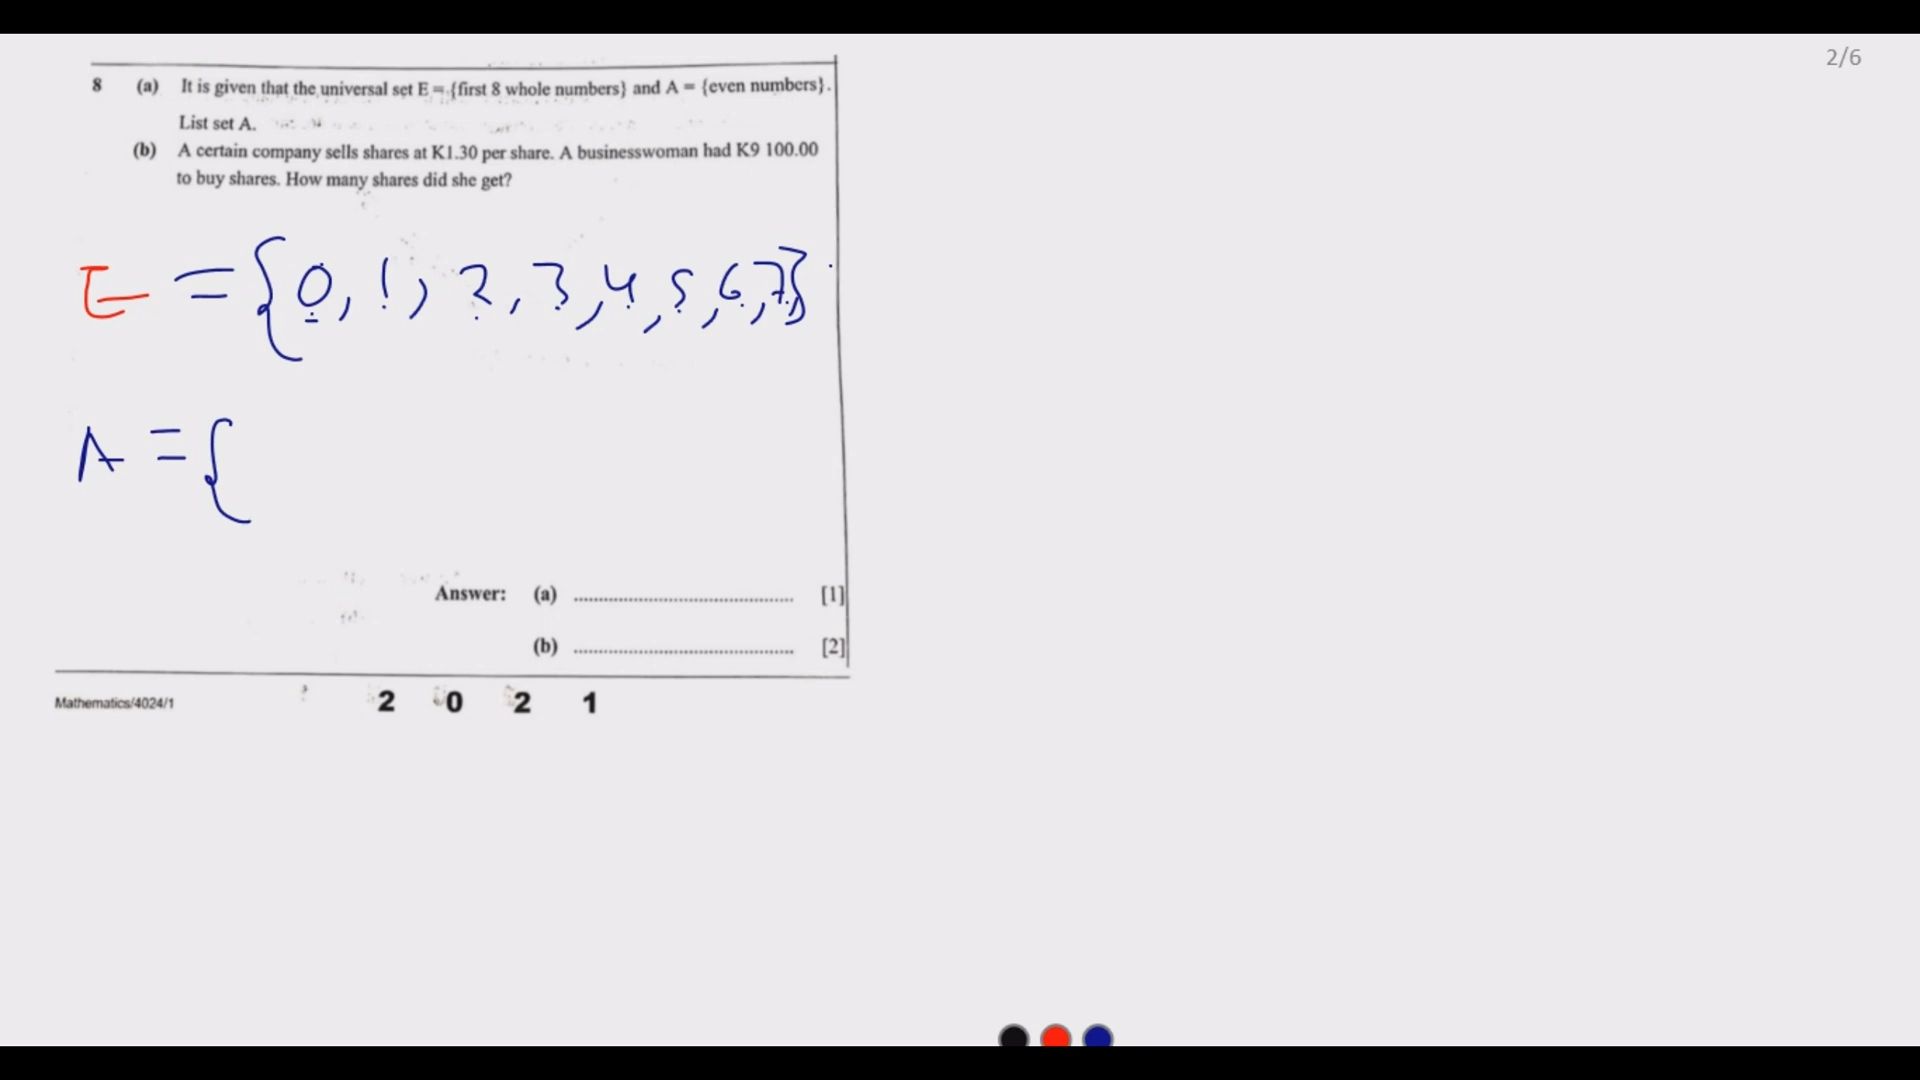 2/6
8 (a) It is given that the universal set E = {first 8 whole numbers} and A = {even numbers}.
List set A.
(b) A certain company sells shares at K1.30 per share. A businesswoman had K9 100.00
to buy shares. How many shares did she get?
E = {0, 1, 2, 3, 4, 5, 6, 7}
A = {
Answer: (a) ........................................ [1]
(b) ........................................ [2]
Mathematics/4024/1 2 0 2 1